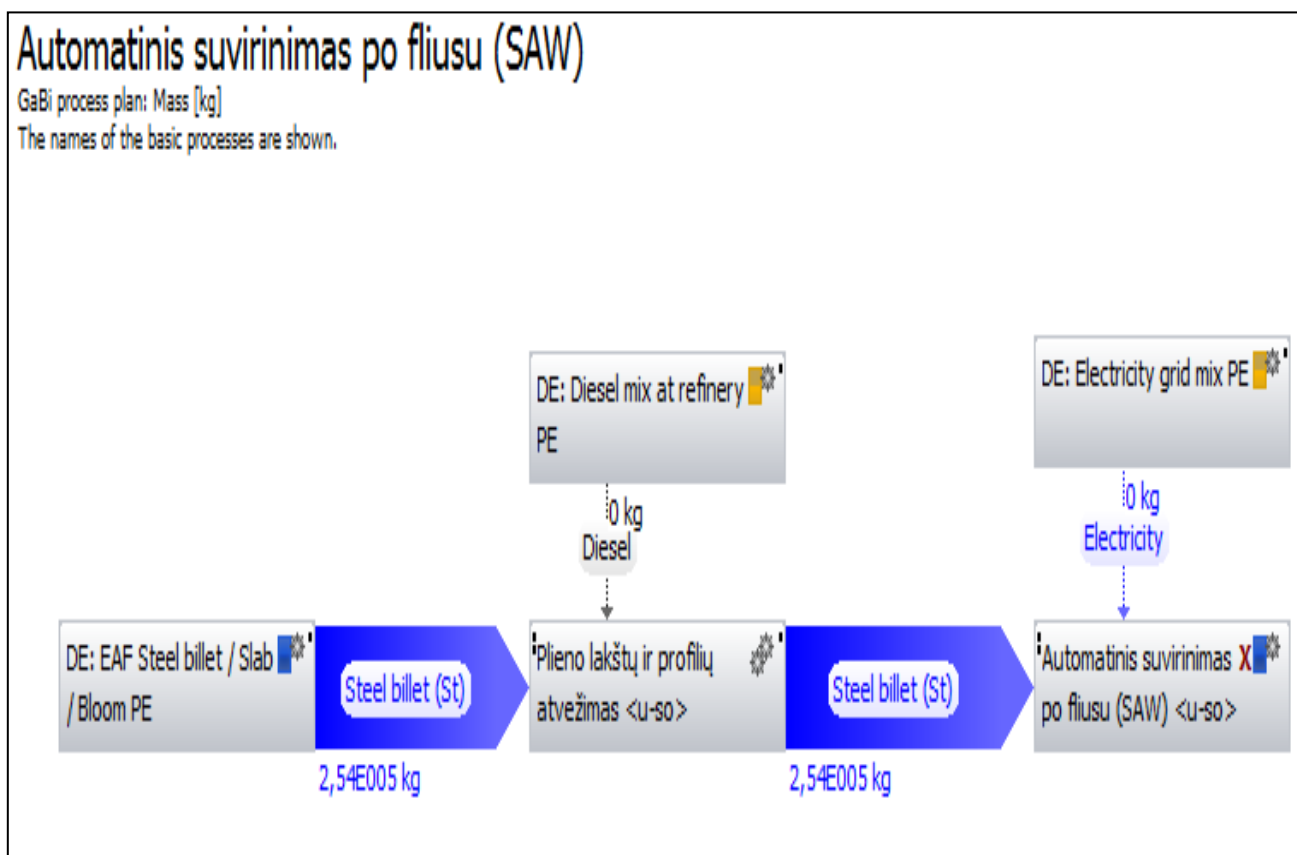 Automatinis suvirinimas po fliusu (SAW)
GaBi process plan: Mass [kg]
The names of the basic processes are shown.
DE: Diesel mix at refinery
PE
DE: Electricity grid mix PE
0 kg
Diesel
0 kg
Electricity
DE: EAF Steel billet / Slab
/ Bloom PE
Steel billet (St)
2,54E005 kg
Plieno lakštų ir profilių
atvežimas <u-so>
Steel billet (St)
2,54E005 kg
Automatinis suvirinimas X
po fliusu (SAW) <u-so>